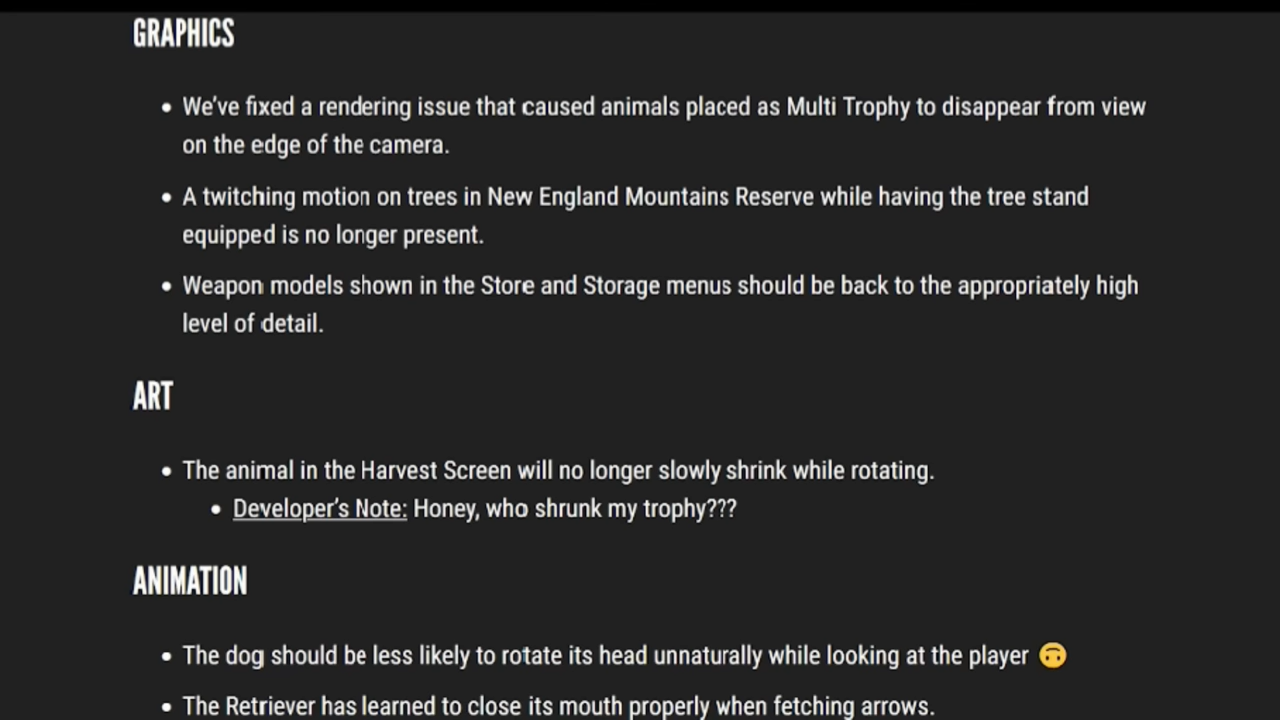 GRAPHICS
• We've fixed a rendering issue that caused animals placed as Multi Trophy to disappear from view
on the edge of the camera.
• A twitching motion on trees in New England Mountains Reserve while having the tree stand
equipped is no longer present.
• Weapon models shown in the Store and Storage menus should be back to the appropriately high
level of detail.
ART
• The animal in the Harvest Screen will no longer slowly shrink while rotating.
• Developer's Note: Honey, who shrunk my trophy???
ANIMATION
• The dog should be less likely to rotate its head unnaturally while looking at the player 🙃
• The Retriever has learned to close its mouth properly when fetching arrows.